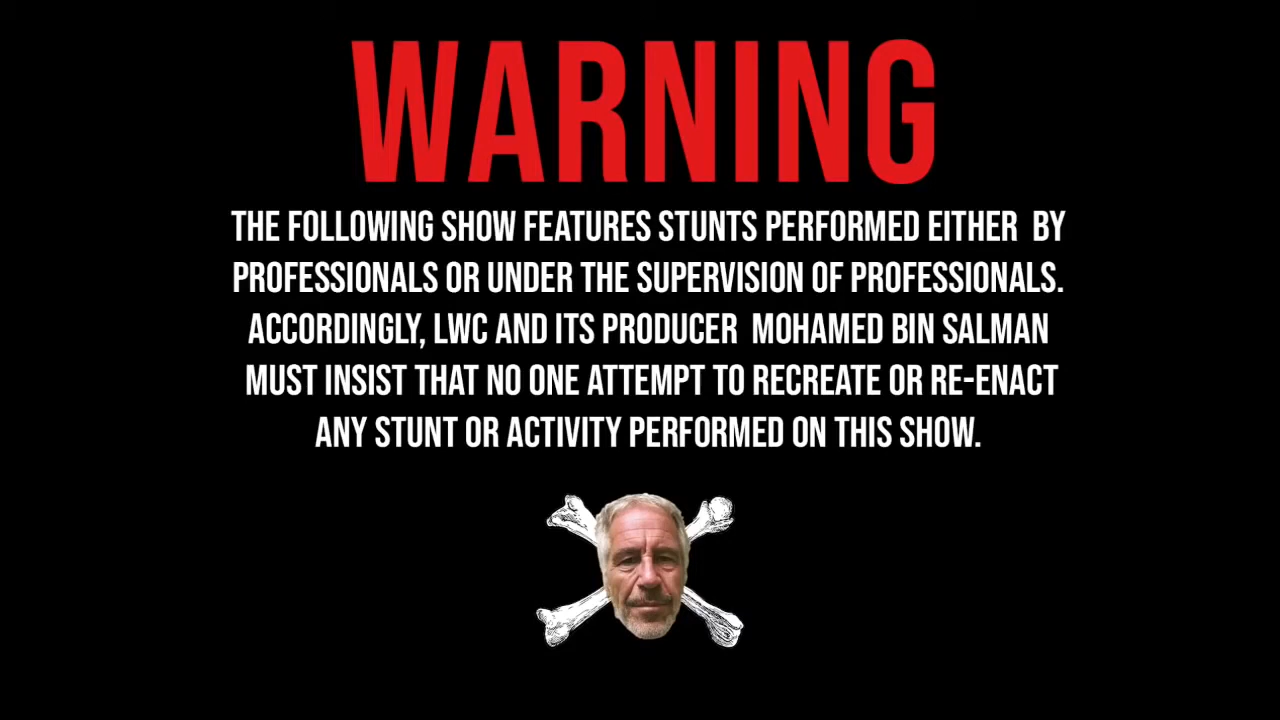 WARNING
THE FOLLOWING SHOW FEATURES STUNTS PERFORMED EITHER BY
PROFESSIONALS OR UNDER THE SUPERVISION OF PROFESSIONALS.
ACCORDINGLY, LWC AND ITS PRODUCER MOHAMED BIN SALMAN
MUST INSIST THAT NO ONE ATTEMPT TO RECREATE OR RE-ENACT
ANY STUNT OR ACTIVITY PERFORMED ON THIS SHOW.